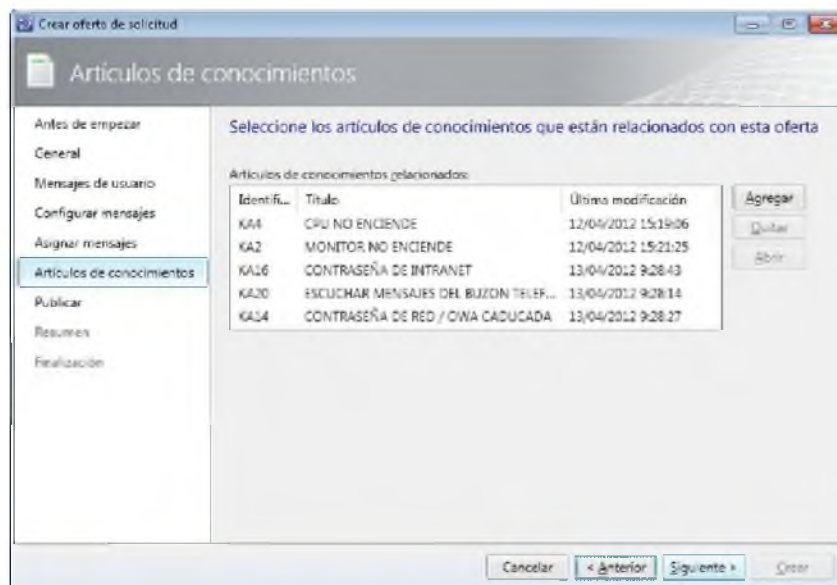 Crear oferta de solicitud
Artículos de conocimientos
Antes de empezar
General
Mensajes de usuario
Configurar mensajes
Asignar mensajes
Artículos de conocimientos
Publicar
Resumen
Finalización
Seleccione los artículos de conocimientos que están relacionados con esta oferta
Artículos de conocimientos relacionados:
Identifi... Título Última modificación
KA4 CPU NO ENCIENDE 12/04/2012 15:19:06
KA2 MONITOR NO ENCIENDE 12/04/2012 15:21:25
KA16 CONTRASEÑA DE INTRANET 13/04/2012 9:28:43
KA20 ESCUCHAR MENSAJES DEL BUZON TELEF... 13/04/2012 9:28:14
KA14 CONTRASEÑA DE RED / OWA CADUCADA 13/04/2012 9:28:27
Agregar
Quitar
Abrir
Cancelar < Anterior Siguiente > Crear